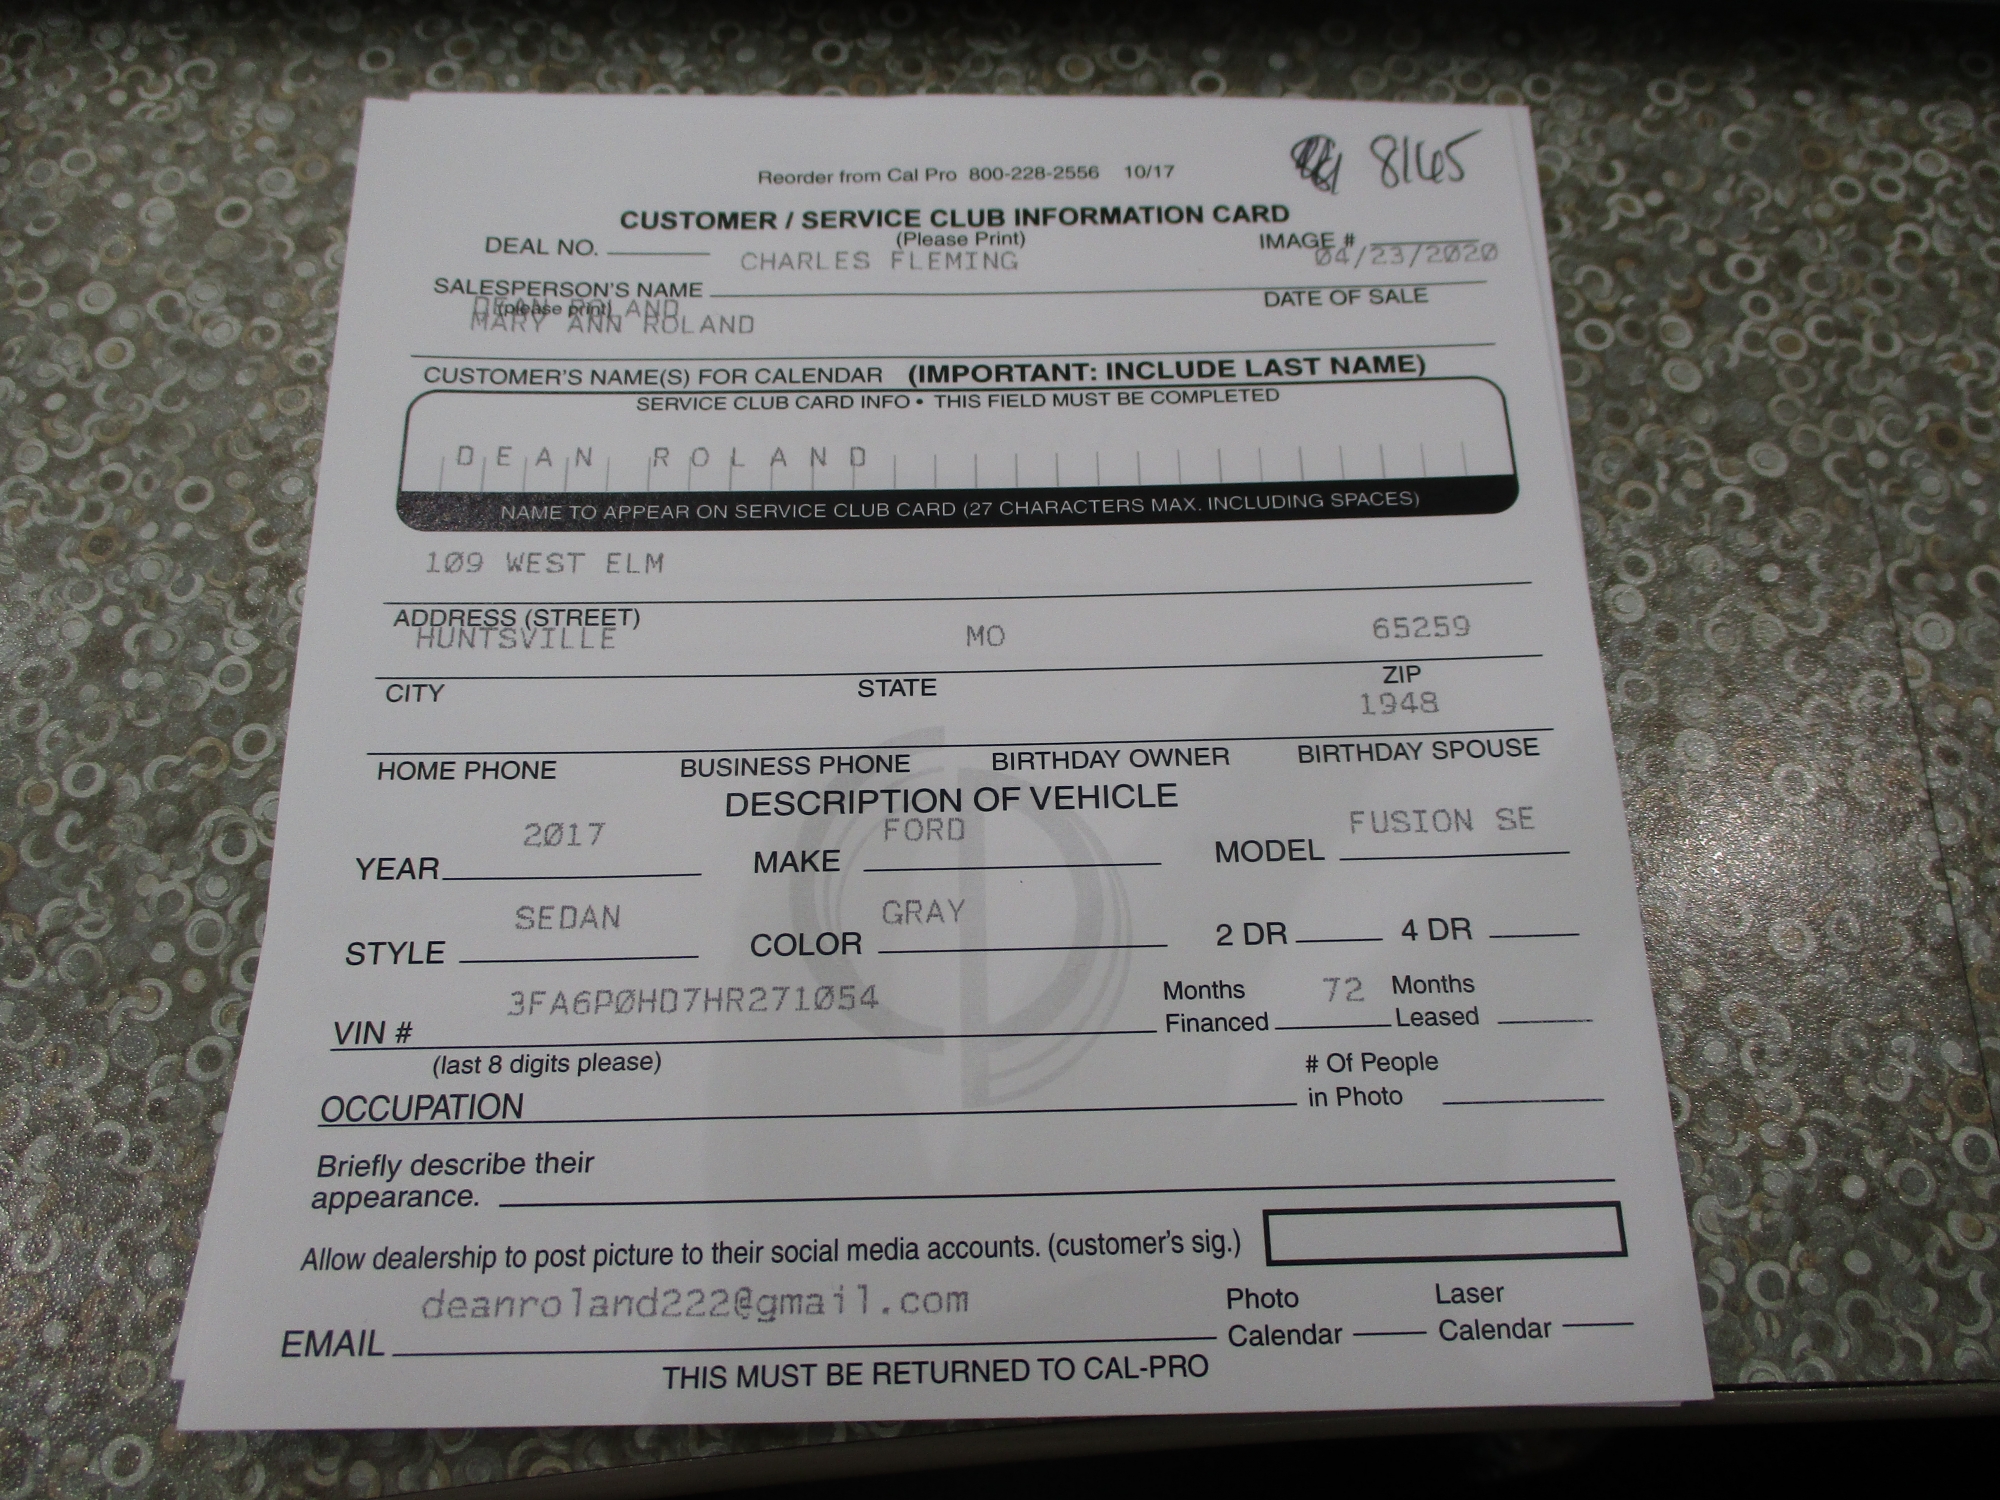 8165
Reorder from Cal Pro 800-228-2556 10/17
CUSTOMER / SERVICE CLUB INFORMATION CARD
(Please Print)
DEAL NO. IMAGE #
CHARLES FLEMING 04/23/2020
SALESPERSON'S NAME DATE OF SALE
(please print)
DEAN ROLAND
MARY ANN ROLAND
CUSTOMER'S NAME(S) FOR CALENDAR (IMPORTANT: INCLUDE LAST NAME)
SERVICE CLUB CARD INFO • THIS FIELD MUST BE COMPLETED
DEAN ROLAND
NAME TO APPEAR ON SERVICE CLUB CARD (27 CHARACTERS MAX. INCLUDING SPACES)
109 WEST ELM
ADDRESS (STREET)
HUNTSVILLE MO 65259
CITY STATE ZIP
1948
HOME PHONE BUSINESS PHONE BIRTHDAY OWNER BIRTHDAY SPOUSE
DESCRIPTION OF VEHICLE
2017 FORD FUSION SE
YEAR MAKE MODEL
SEDAN GRAY
STYLE COLOR 2 DR 4 DR
3FA6P0HD7HR271054 Months 72 Months
VIN # Financed Leased
(last 8 digits please) # Of People
OCCUPATION in Photo
Briefly describe their
appearance.
Allow dealership to post picture to their social media accounts. (customer's sig.)
deanroland222@gmail.com Photo Laser
EMAIL Calendar Calendar
THIS MUST BE RETURNED TO CAL-PRO